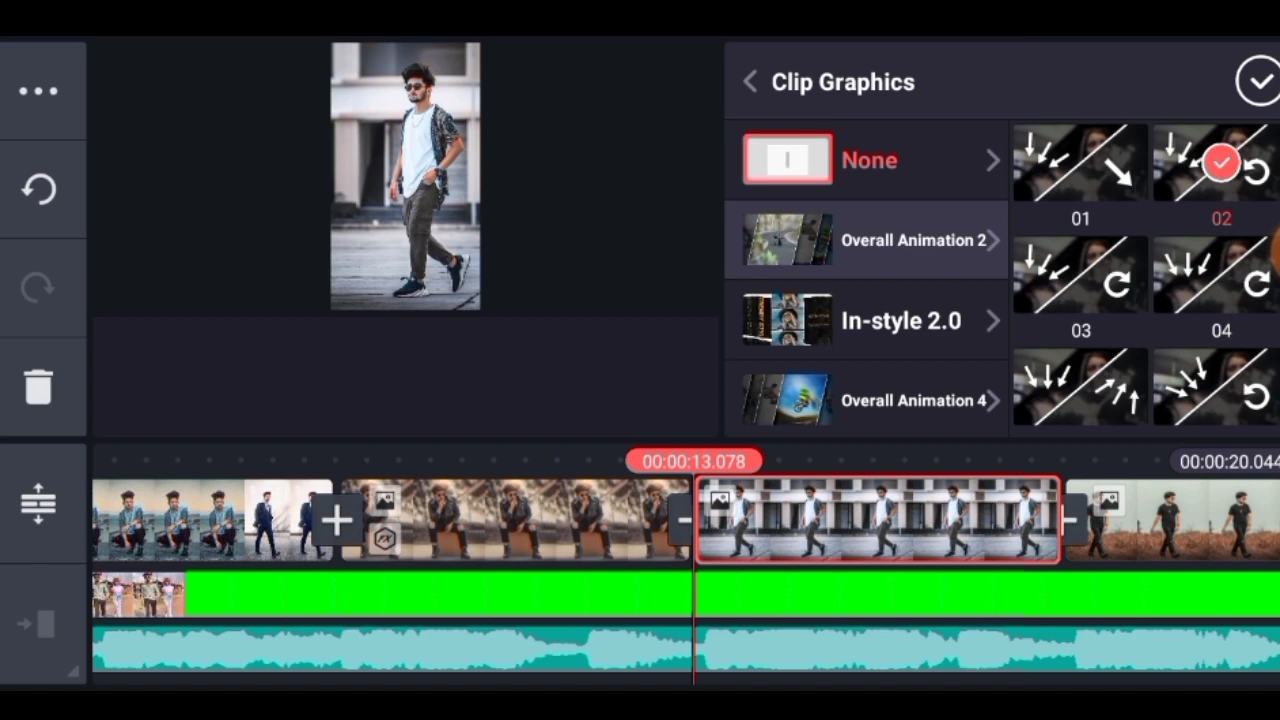 Clip Graphics
None
Overall Animation 2
In-style 2.0
Overall Animation 4
01
02
03
04
00:00:13.078
00:00:20.044